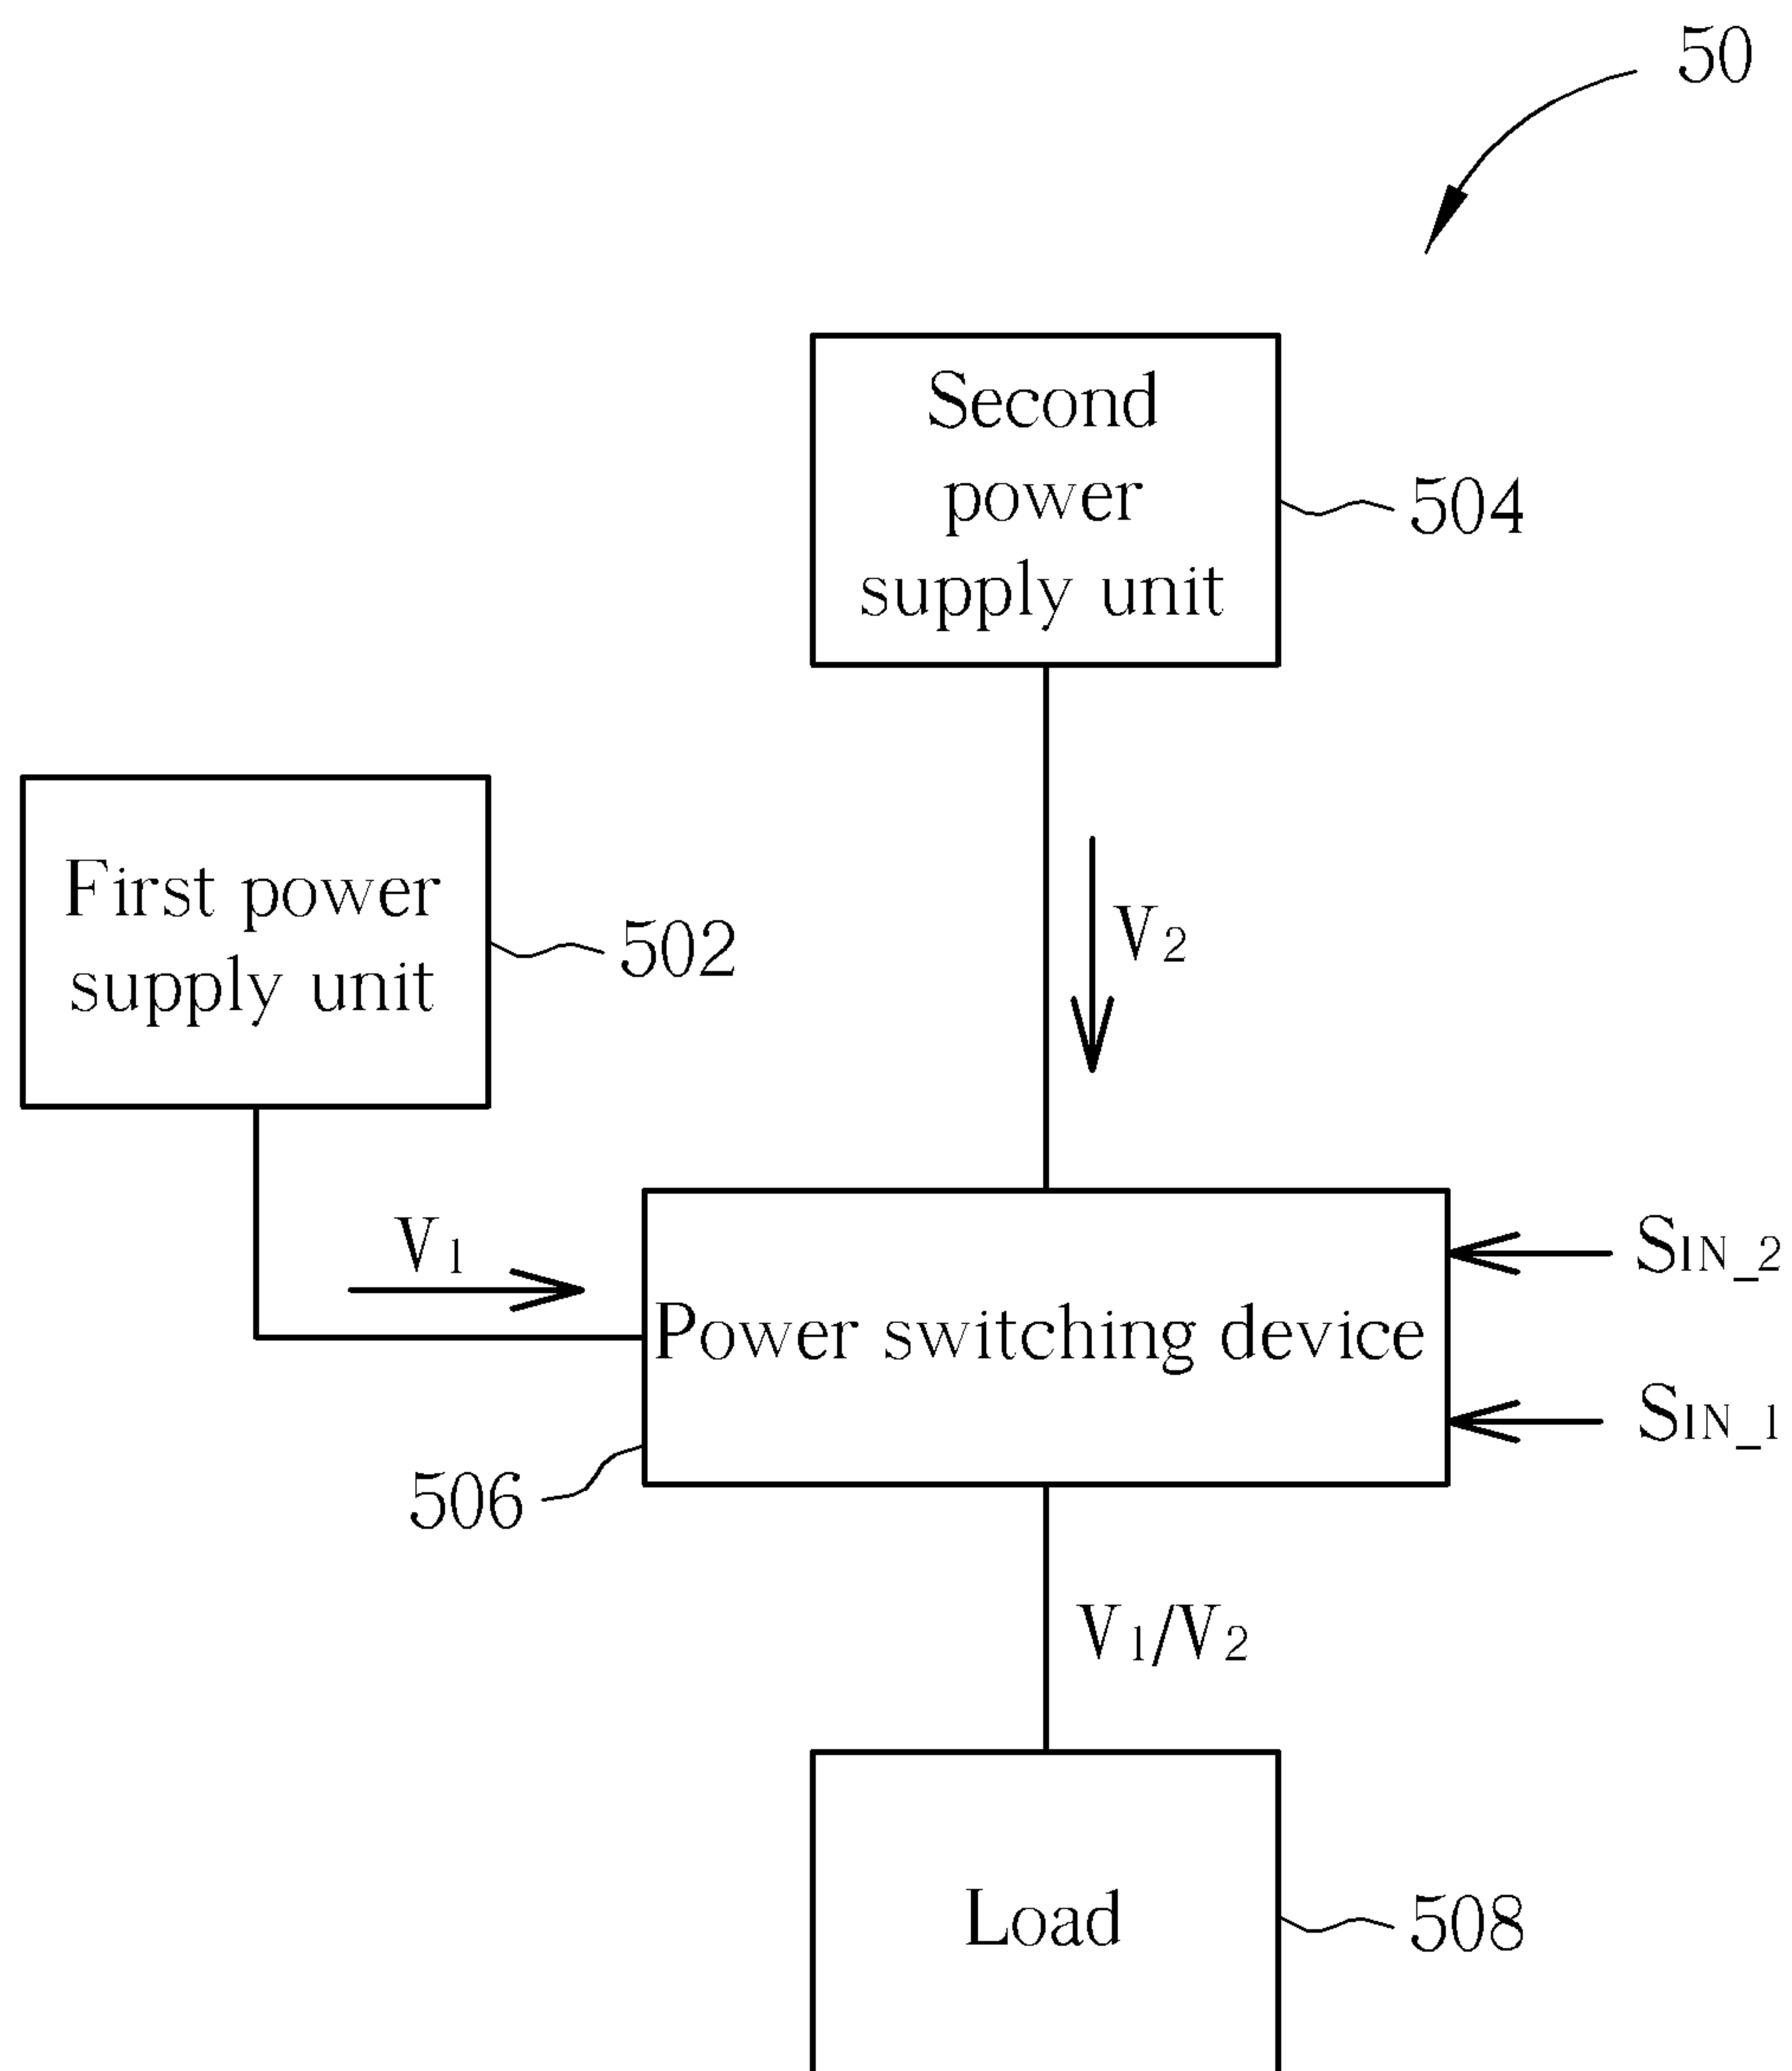 50
Second
power
supply unit
504
First power
supply unit
502
V2
V1
SIN_2
Power switching device
SIN_1
506
V1/V2
Load
508